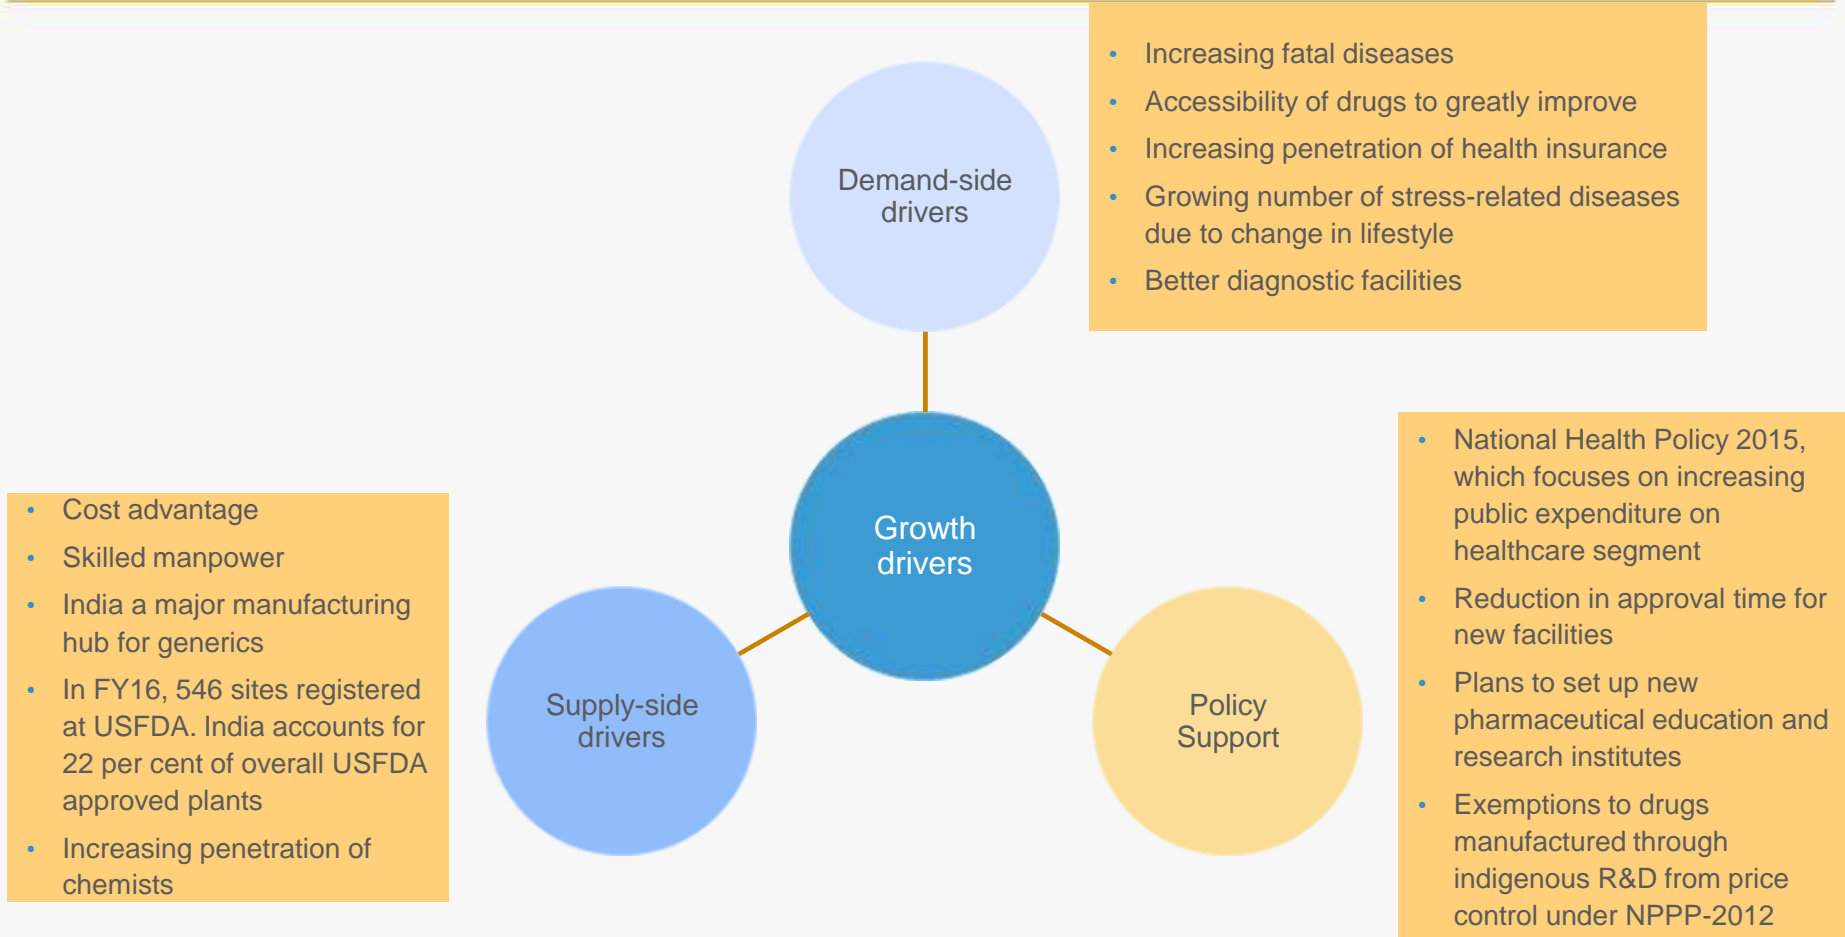 • Increasing fatal diseases
• Accessibility of drugs to greatly improve
• Increasing penetration of health insurance
• Growing number of stress-related diseases
due to change in lifestyle
• Better diagnostic facilities
Demand-side
drivers
Growth
drivers
Supply-side
drivers
Policy
Support
• Cost advantage
• Skilled manpower
• India a major manufacturing
hub for generics
• In FY16, 546 sites registered
at USFDA. India accounts for
22 per cent of overall USFDA
approved plants
• Increasing penetration of
chemists
• National Health Policy 2015,
which focuses on increasing
public expenditure on
healthcare segment
• Reduction in approval time for
new facilities
• Plans to set up new
pharmaceutical education and
research institutes
• Exemptions to drugs
manufactured through
indigenous R&D from price
control under NPPP-2012